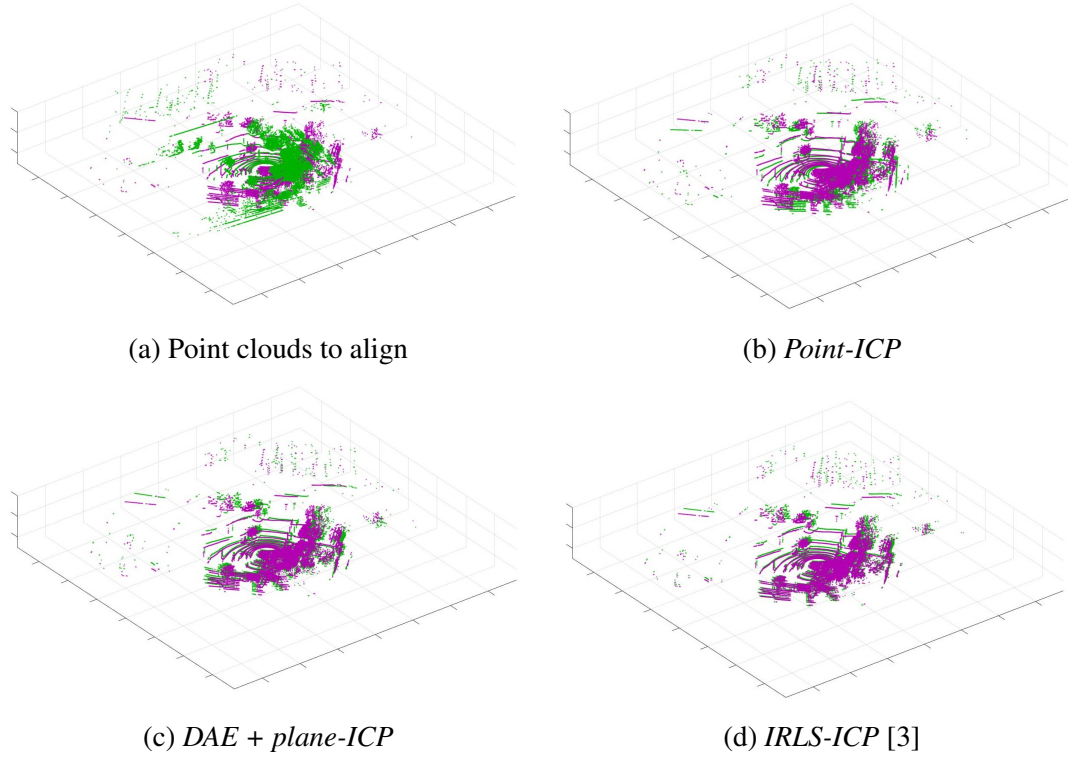 (a) Point clouds to align
(b) Point-ICP
(c) DAE + plane-ICP
(d) IRLS-ICP [3]